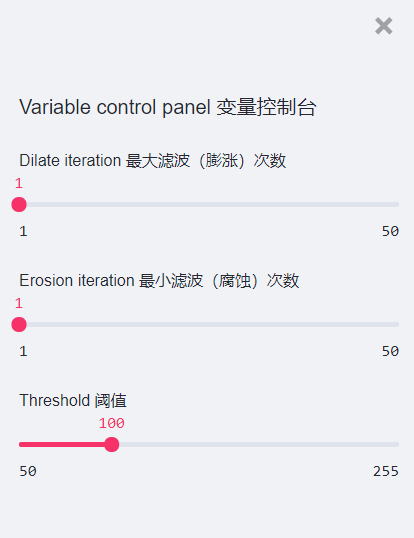 Variable control panel 变量控制台
Dilate iteration 最大滤波（膨涨）次数
1
1 50
Erosion iteration 最小滤波（腐蚀）次数
1
1 50
Threshold 阈值
100
50 255